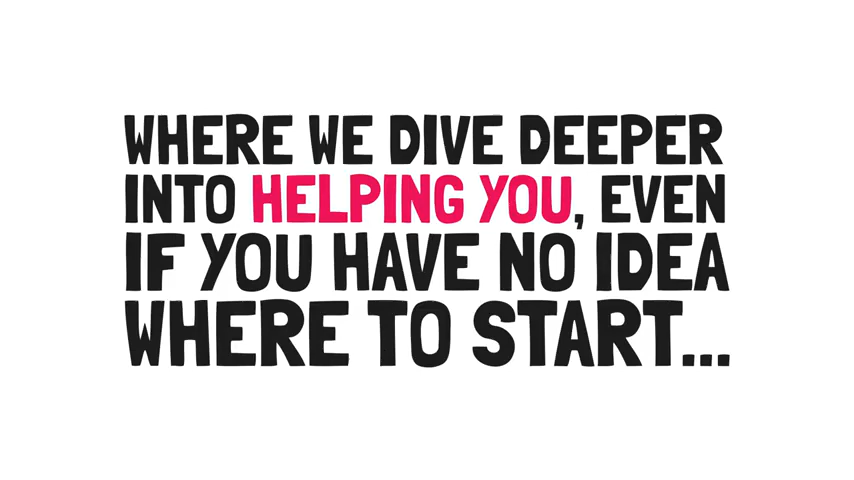 WHERE WE DIVE DEEPER
INTO HELPING YOU, EVEN
IF YOU HAVE NO IDEA
WHERE TO START...